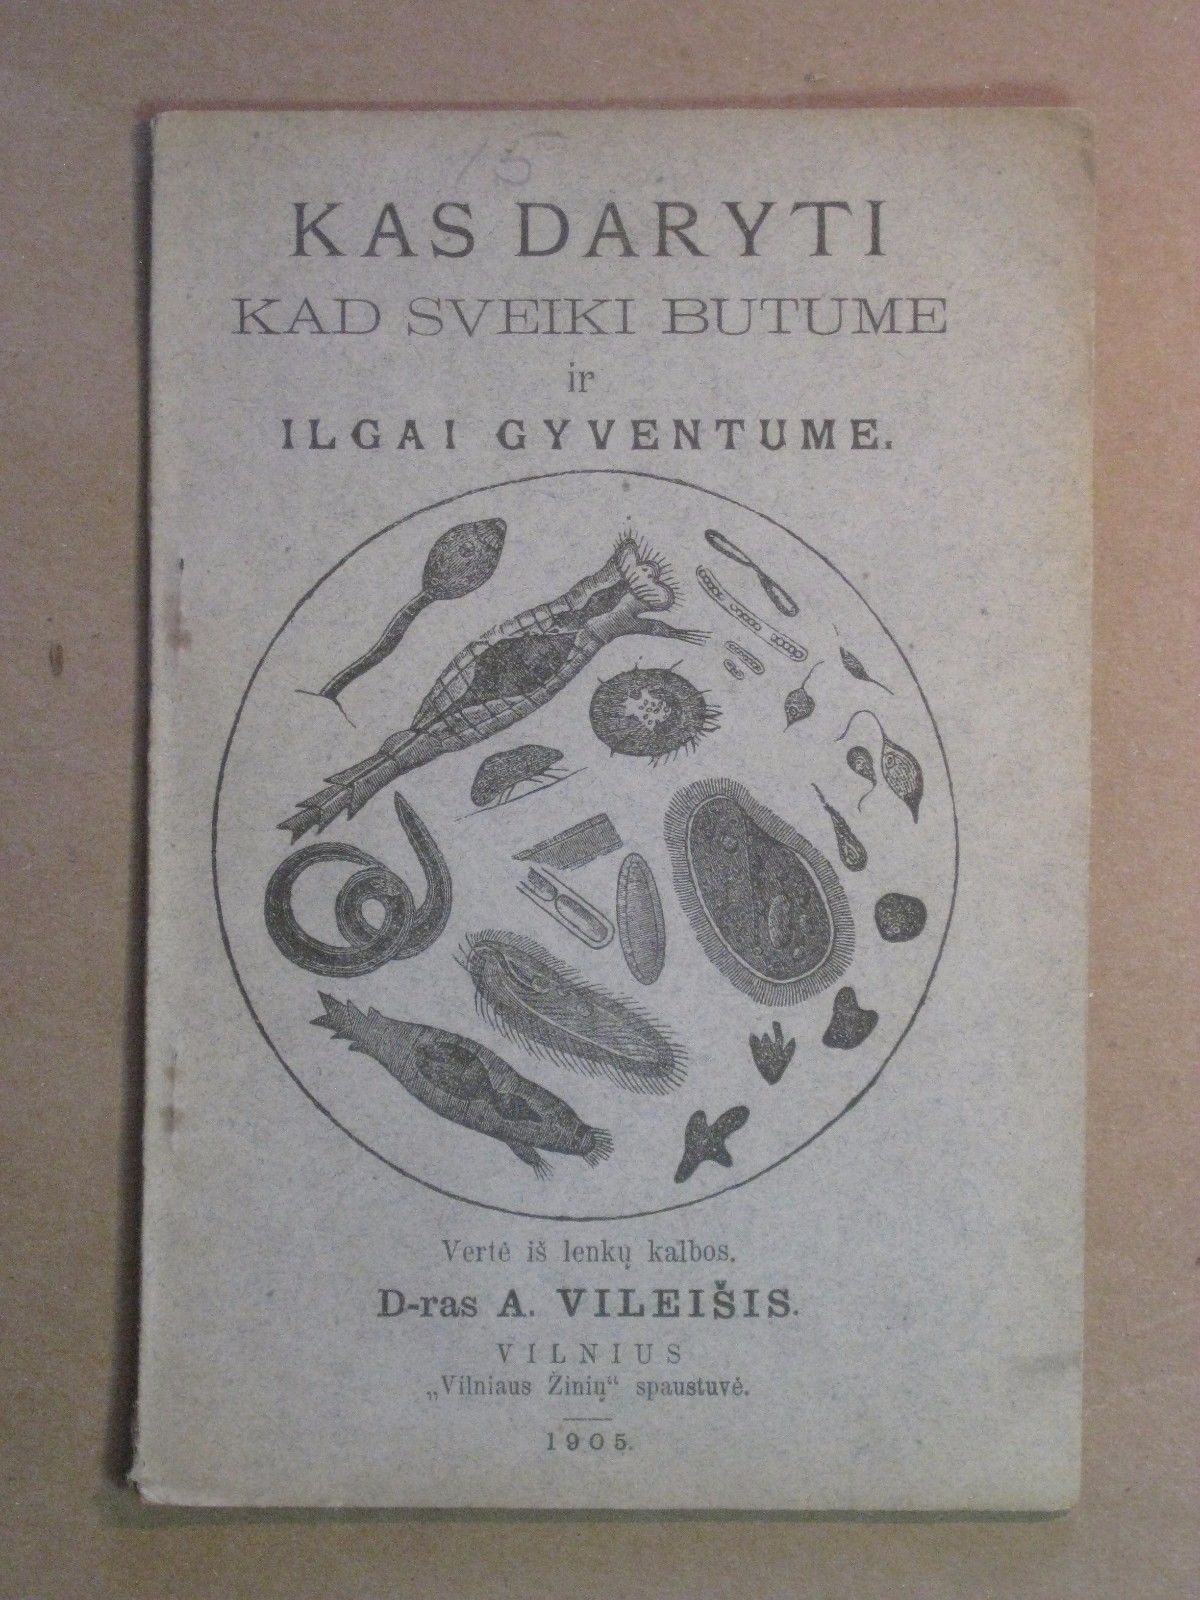 15
KAS DARYTI
KAD SVEIKI BUTUME
ir
ILGAI GYVENTUME.
Vertė iš lenkų kalbos.
D-ras A. VILEIŠIS.
VILNIUS
„Vilniaus Žinių“ spaustuvė.
1905.